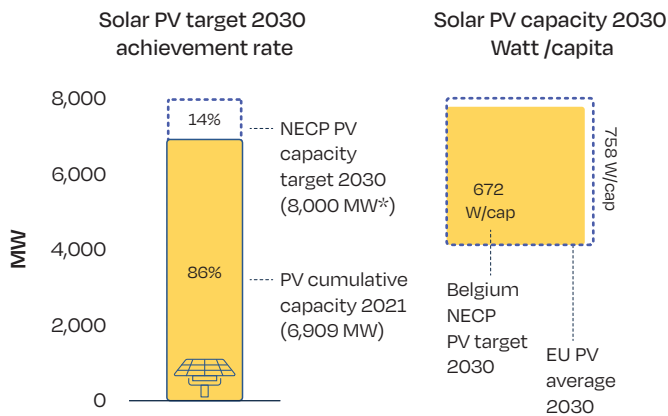 Solar PV target 2030
achievement rate
8,000
6,000
4,000
2,000
0
MW
14%
86%
NECP PV
capacity
target 2030
(8,000 MW*)
PV cumulative
capacity 2021
(6,909 MW)
Solar PV capacity 2030
Watt /capita
672
W/cap
758 W/cap
Belgium
NECP
PV target
2030
EU PV
average
2030